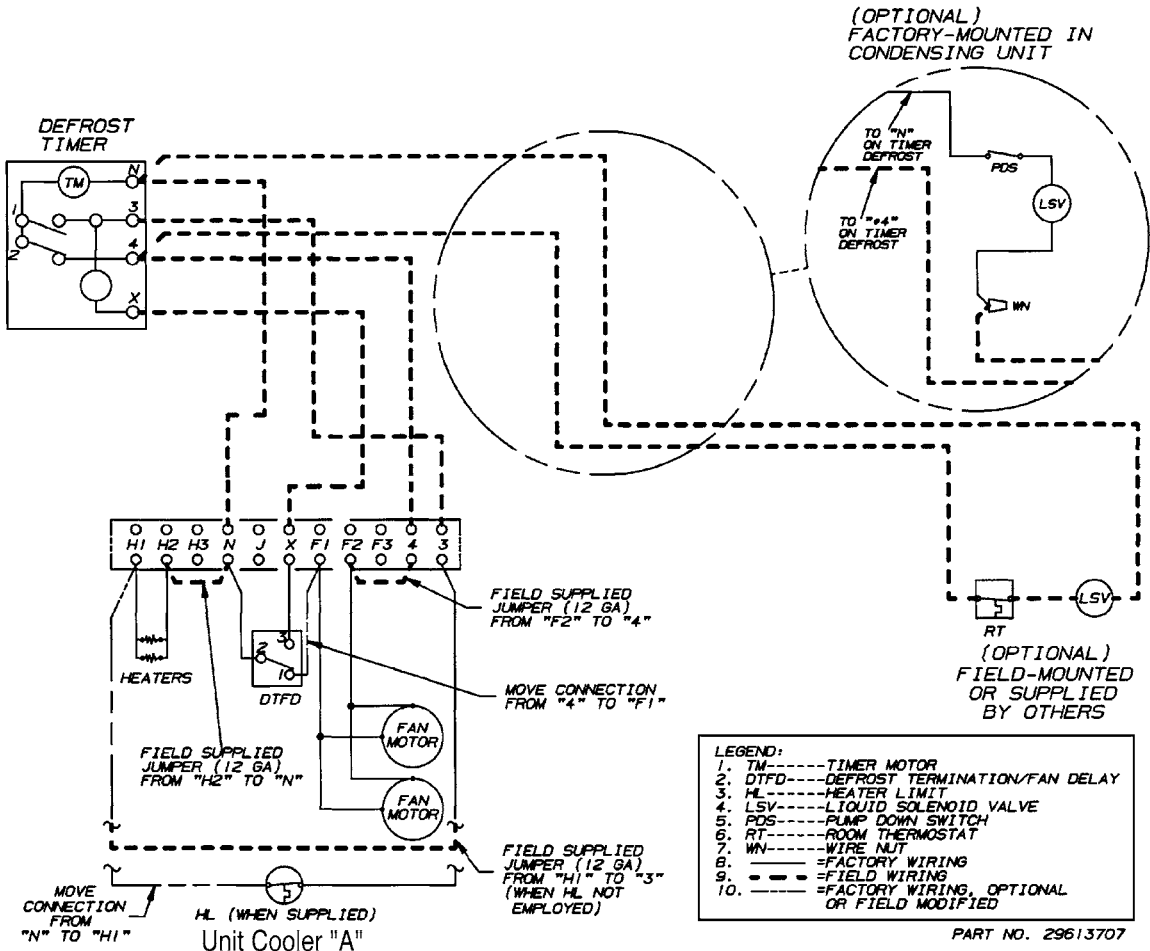 (OPTIONAL)
FACTORY-MOUNTED IN
CONDENSING UNIT
TO "N"
ON TIMER
DEFROST
PDS
LSV
TO "#4"
ON TIMER
DEFROST
WN
DEFROST
TIMER
TM
N
1
3
2
4
X
H1 H2 H3 N J X F1 F2 F3 4 3
FIELD SUPPLIED
JUMPER (12 GA)
FROM "F2" TO "4"
HEATERS
3
2
1
DTFD
MOVE CONNECTION
FROM "4" TO "F1"
RT
LSV
(OPTIONAL)
FIELD-MOUNTED
OR SUPPLIED
BY OTHERS
FAN
MOTOR
FAN
MOTOR
FIELD SUPPLIED
JUMPER (12 GA)
FROM "H2" TO "N"
FIELD SUPPLIED
JUMPER (12 GA)
FROM "H1" TO "3"
(WHEN HL NOT
EMPLOYED)
MOVE
CONNECTION
FROM
"N" TO "H1"
HL (WHEN SUPPLIED)
Unit Cooler "A"
LEGEND:
1. TM------TIMER MOTOR
2. DTFD----DEFROST TERMINATION/FAN DELAY
3. HL------HEATER LIMIT
4. LSV-----LIQUID SOLENOID VALVE
5. PDS-----PUMP DOWN SWITCH
6. RT------ROOM THERMOSTAT
7. WN------WIRE NUT
8. =FACTORY WIRING
9. =FIELD WIRING
10. =FACTORY WIRING, OPTIONAL
OR FIELD MODIFIED
PART NO. 29613707